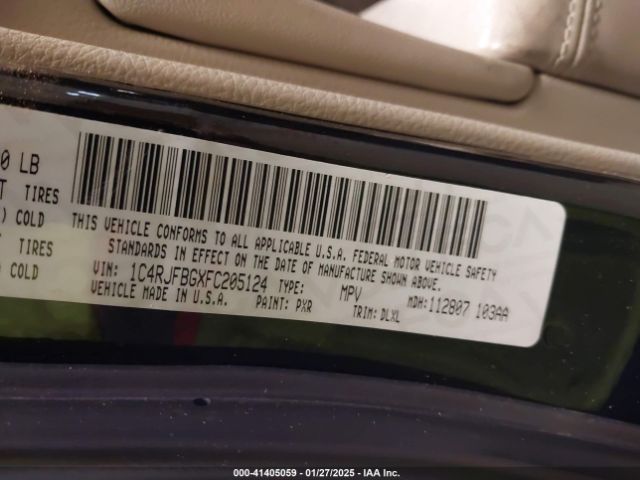 0 LB
T TIRES
) COLD
TIRES
COLD
THIS VEHICLE CONFORMS TO ALL APPLICABLE U.S.A. FEDERAL MOTOR VEHICLE SAFETY
STANDARDS IN EFFECT ON THE DATE OF MANUFACTURE SHOWN ABOVE.
VIN: 1C4RJFBGXFC205124 TYPE: MPV MDH:112807 103AA
VEHICLE MADE IN U.S.A. PAINT: PXR TRIM:DLXL
000-41405059 - 01/27/2025 - IAA Inc.